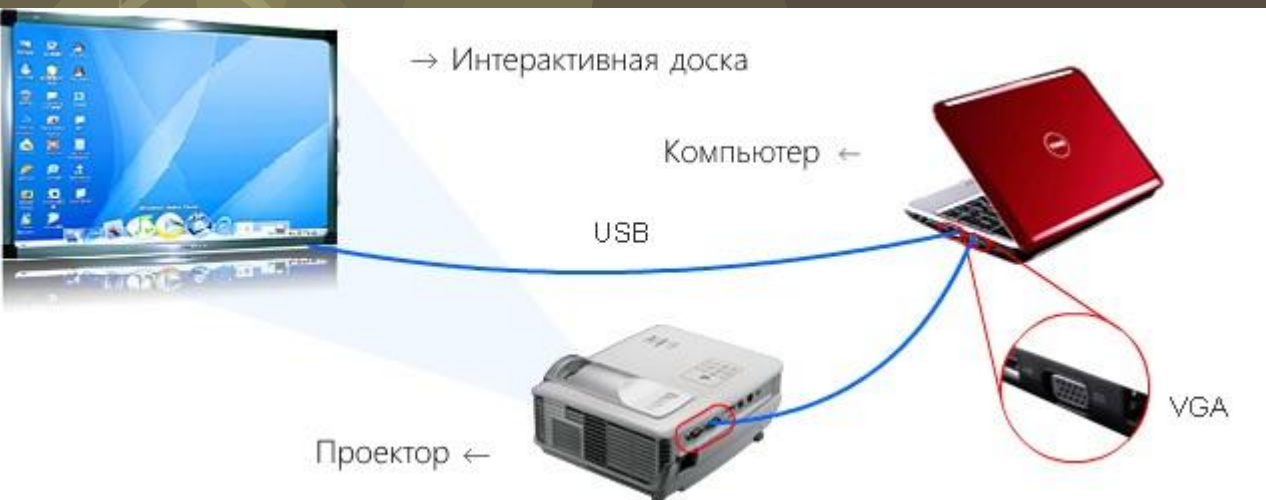 → Интерактивная доска
Компьютер ←
USB
VGA
Проектор ←